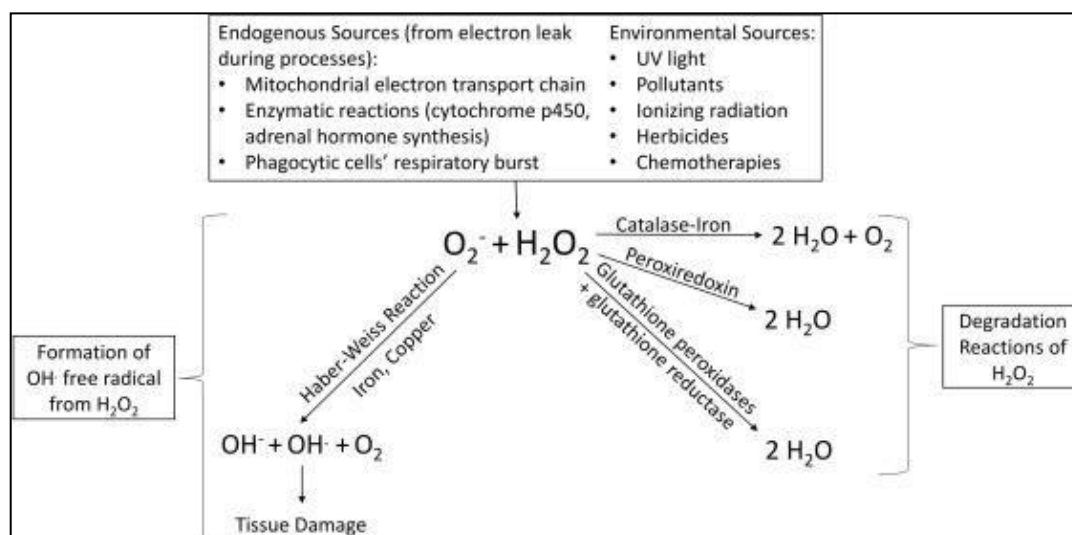 Endogenous Sources (from electron leak
during processes):
• Mitochondrial electron transport chain
• Enzymatic reactions (cytochrome p450,
adrenal hormone synthesis)
• Phagocytic cells' respiratory burst
Environmental Sources:
• UV light
• Pollutants
• Ionizing radiation
• Herbicides
• Chemotherapies
O₂⁻ + H₂O₂
Catalase-Iron
2 H₂O + O₂
Peroxiredoxin
2 H₂O
Glutathione peroxidases
+ glutathione reductase
2 H₂O
Degradation
Reactions of
H₂O₂
Haber-Weiss Reaction
Iron, Copper
Formation of
OH· free radical
from H₂O₂
OH⁻ + OH· + O₂
Tissue Damage